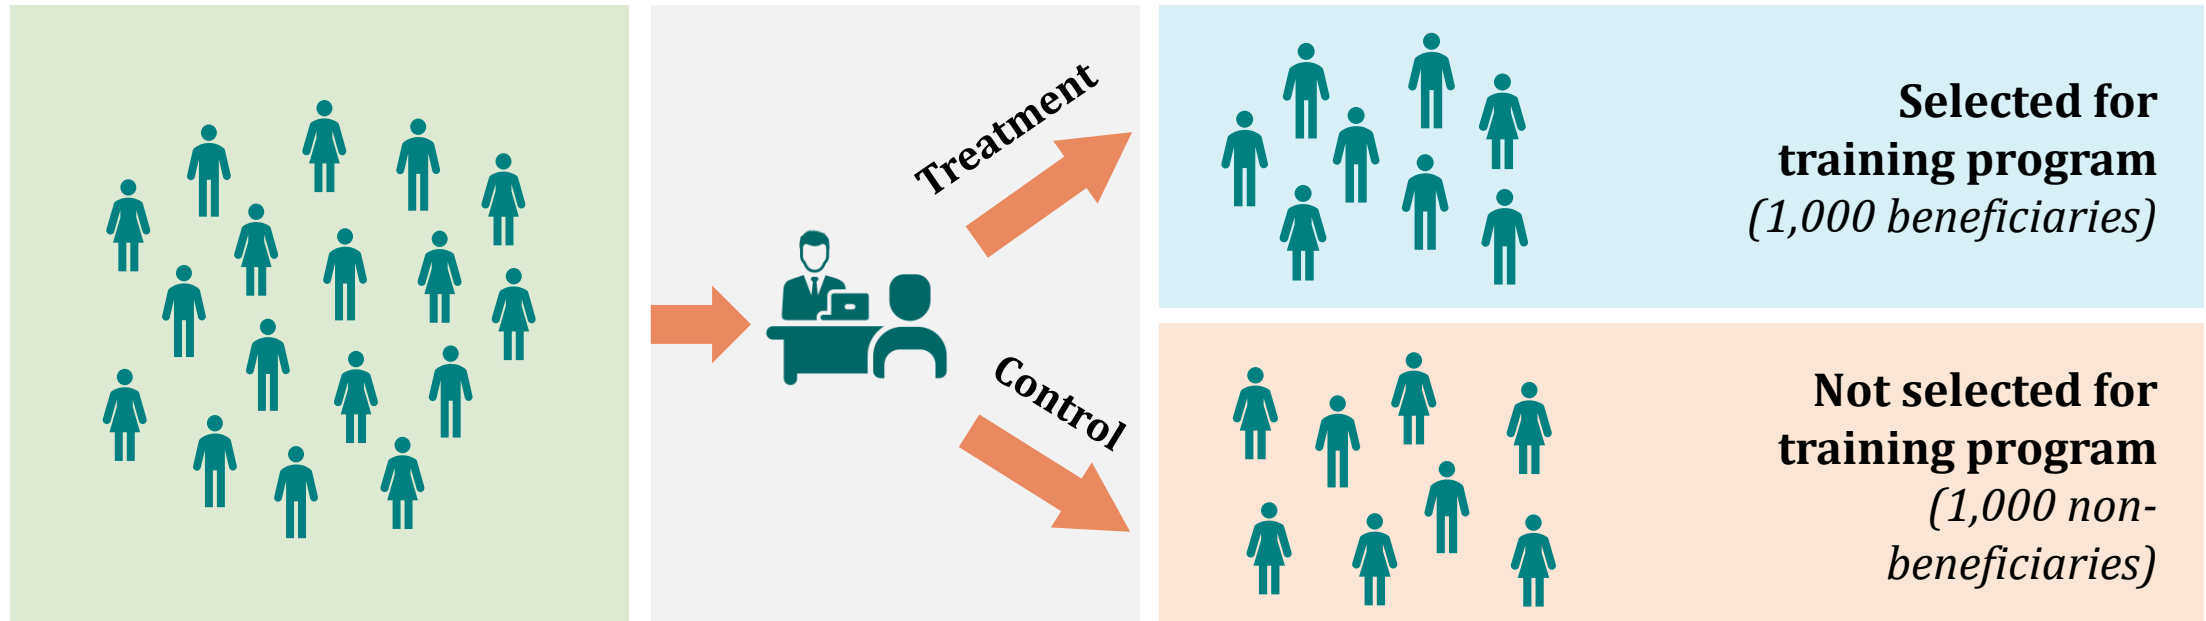 Treatment
Control
Selected for
training program
(1,000 beneficiaries)
Not selected for
training program
(1,000 non-
beneficiaries)